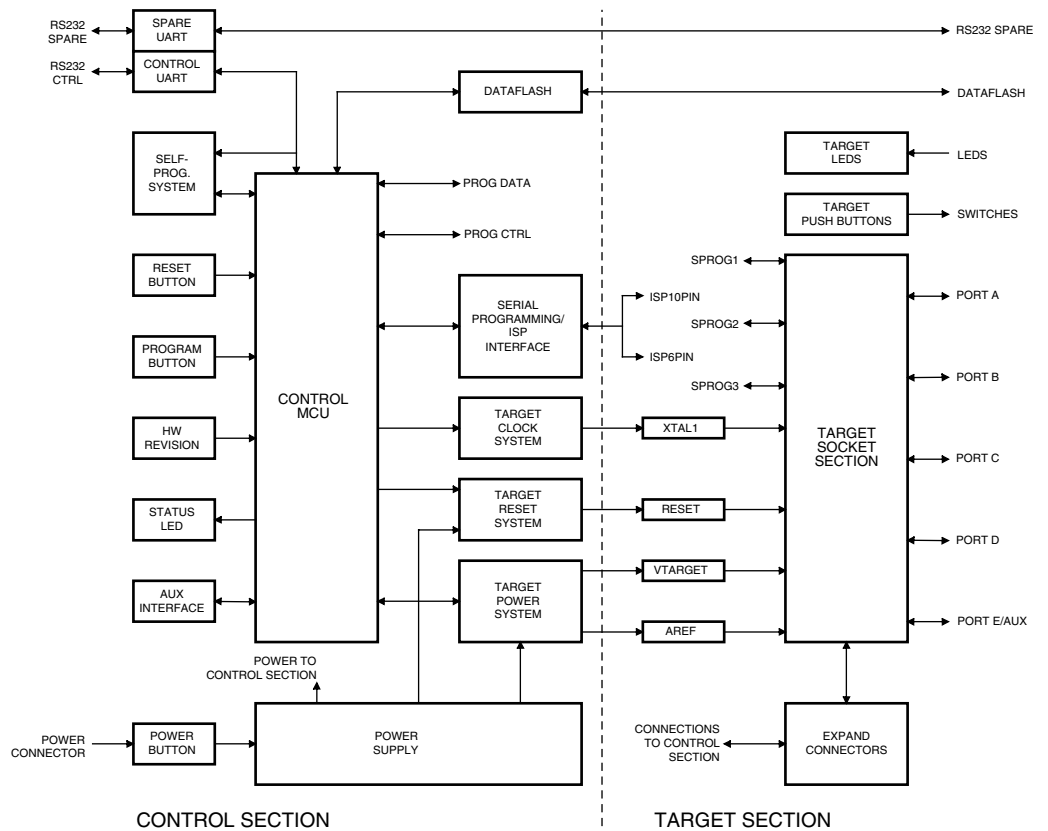 RS232
SPARE
SPARE
UART
RS232 SPARE
RS232
CTRL
CONTROL
UART
DATAFLASH
DATAFLASH
SELF-
PROG.
SYSTEM
TARGET
LEDS
LEDS
PROG DATA
TARGET
PUSH BUTTONS
SWITCHES
PROG CTRL
RESET
BUTTON
SPROG1
SERIAL
PROGRAMMING/
ISP
INTERFACE
ISP10PIN
PORT A
SPROG2
PROGRAM
BUTTON
ISP6PIN
PORT B
SPROG3
CONTROL
MCU
HW
REVISION
TARGET
CLOCK
SYSTEM
XTAL1
TARGET
SOCKET
SECTION
PORT C
STATUS
LED
TARGET
RESET
SYSTEM
RESET
PORT D
AUX
INTERFACE
TARGET
POWER
SYSTEM
VTARGET
AREF
PORT E/AUX
POWER TO
CONTROL SECTION
POWER
CONNECTOR
POWER
BUTTON
POWER
SUPPLY
CONNECTIONS
TO CONTROL
SECTION
EXPAND
CONNECTORS
CONTROL SECTION
TARGET SECTION